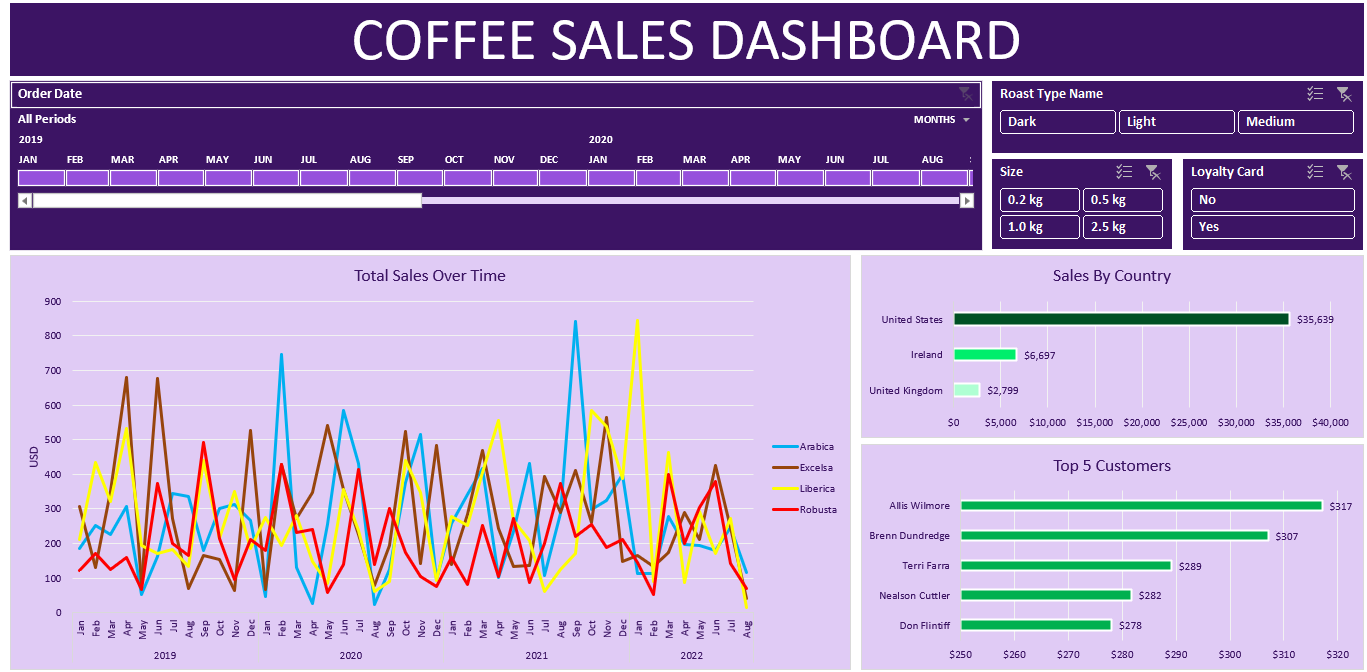 COFFEE SALES DASHBOARD
Order Date
All Periods
MONTHS
2019 2020
JAN FEB MAR APR MAY JUN JUL AUG SEP OCT NOV DEC JAN FEB MAR APR MAY JUN JUL AUG
Roast Type Name
Dark Light Medium
Size
0.2 kg 0.5 kg
1.0 kg 2.5 kg
Loyalty Card
No
Yes
Total Sales Over Time
900
800
700
600
500
400
300
200
100
0
USD
Jan Feb Mar Apr May Jun Jul Aug Sep Oct Nov Dec Jan Feb Mar Apr May Jun Jul Aug Sep Oct Nov Dec Jan Feb Mar Apr May Jun Jul Aug Sep Oct Nov Dec Jan Feb Mar Apr May Jun Jul Aug
2019 2020 2021 2022
Arabica
Excelsa
Liberica
Robusta
Sales By Country
United States $35,639
Ireland $6,697
United Kingdom $2,799
$0 $5,000 $10,000 $15,000 $20,000 $25,000 $30,000 $35,000 $40,000
Top 5 Customers
Allis Wilmore $317
Brenn Dundredge $307
Terri Farra $289
Nealson Cuttler $282
Don Flintiff $278
$250 $260 $270 $280 $290 $300 $310 $320